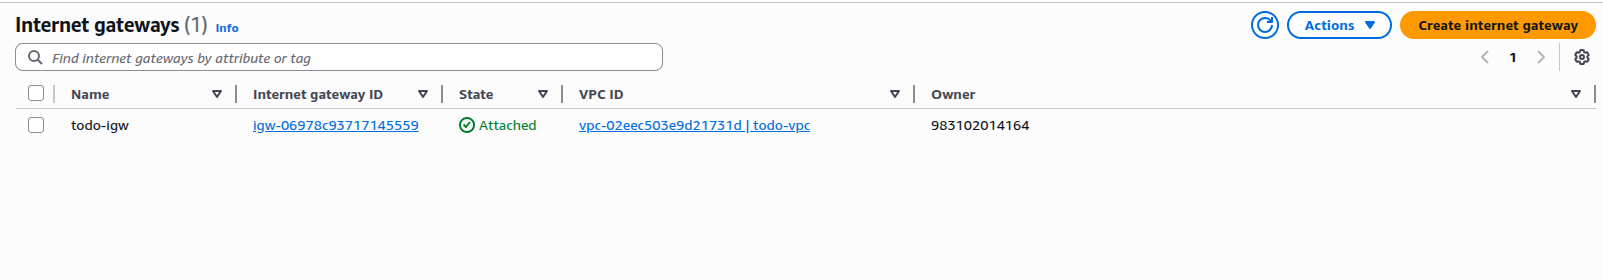 Internet gateways (1) Info
Actions
Create internet gateway
Find internet gateways by attribute or tag
1
Name Internet gateway ID State VPC ID Owner
todo-igw igw-06978c93717145559 Attached vpc-02eec503e9d21731d | todo-vpc 983102014164